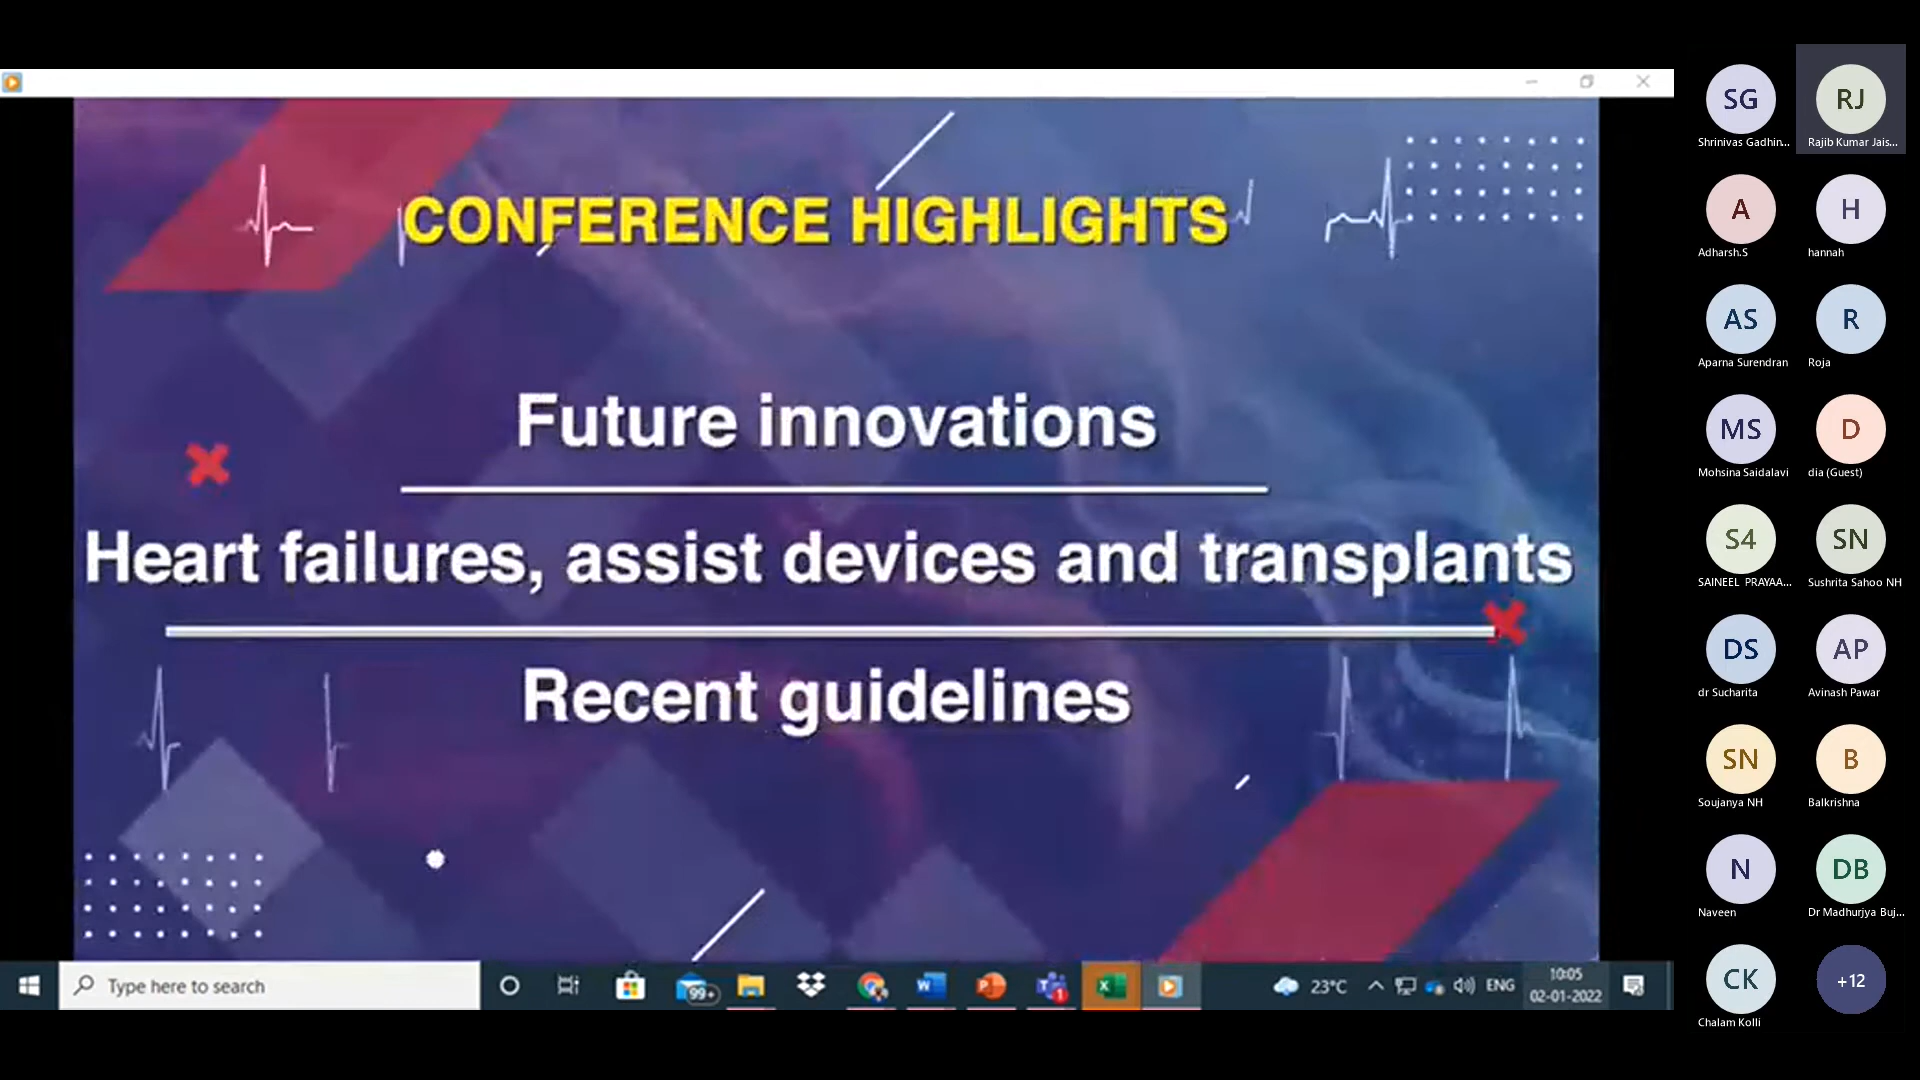 CONFERENCE HIGHLIGHTS
Future innovations
Heart failures, assist devices and transplants
Recent guidelines
Type here to search
99+
1
23°C
ENG
10:05
02-01-2022
SG
Shrinivas Gadhin...
RJ
Rajib Kumar Jais...
A
Adharsh.S
H
hannah
AS
Aparna Surendran
R
Roja
MS
Mohsina Saidalavi
D
dia (Guest)
S4
SAINEEL PRAYAA...
SN
Sushrita Sahoo NH
DS
dr Sucharita
AP
Avinash Pawar
SN
Soujanya NH
B
Balkrishna
N
Naveen
DB
Dr Madhurjya Buj...
CK
Chalam Kolli
+12